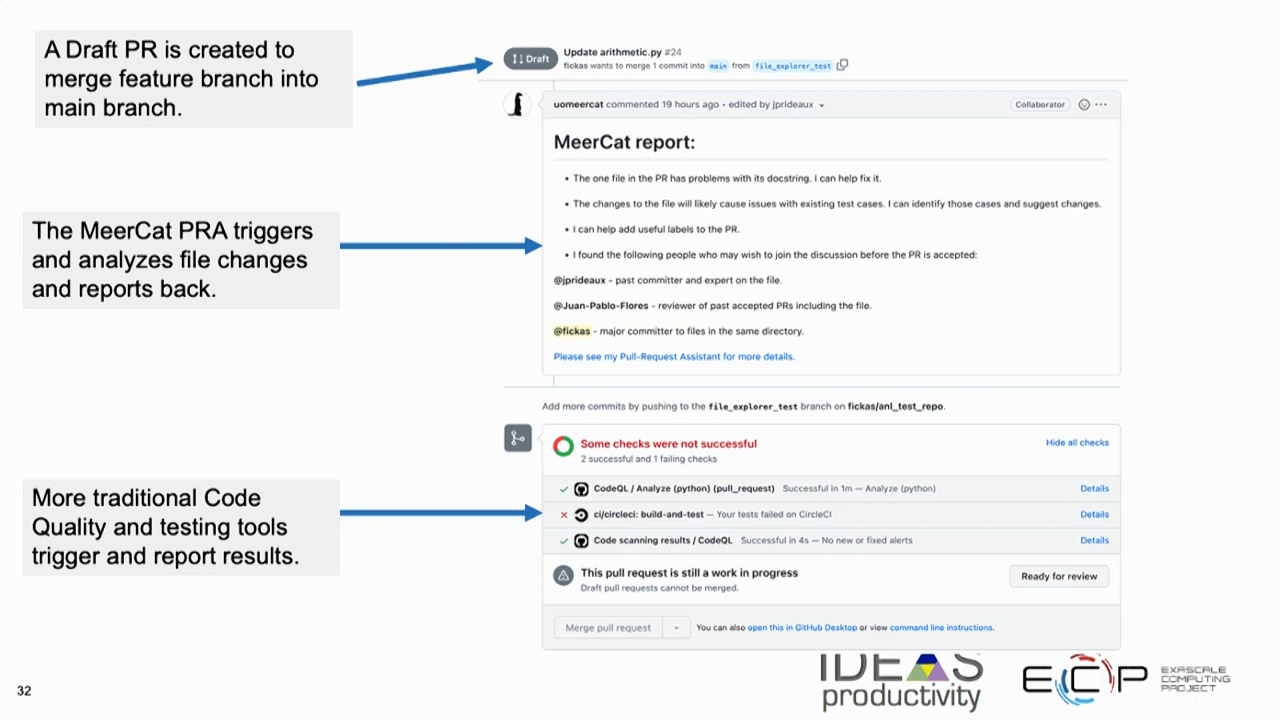 A Draft PR is created to
merge feature branch into
main branch.
Draft
Update arithmetic.py #24
fickas wants to merge 1 commit into main from file_explorer_test
uomeercat commented 19 hours ago • edited by jprideaux
Collaborator
MeerCat report:
• The one file in the PR has problems with its docstring. I can help fix it.
• The changes to the file will likely cause issues with existing test cases. I can identify those cases and suggest changes.
• I can help add useful labels to the PR.
• I found the following people who may wish to join the discussion before the PR is accepted:
@jprideaux - past committer and expert on the file.
@Juan-Pablo-Flores - reviewer of past accepted PRs including the file.
@fickas - major committer to files in the same directory.
Please see my Pull-Request Assistant for more details.
The MeerCat PRA triggers
and analyzes file changes
and reports back.
Add more commits by pushing to the file_explorer_test branch on fickas/anl_test_repo.
Some checks were not successful
2 successful and 1 failing checks
Hide all checks
CodeQL / Analyze (python) (pull_request) Successful in 1m — Analyze (python)
Details
ci/circleci: build-and-test — Your tests failed on CircleCI
Details
Code scanning results / CodeQL Successful in 4s — No new or fixed alerts
Details
More traditional Code
Quality and testing tools
trigger and report results.
This pull request is still a work in progress
Draft pull requests cannot be merged.
Ready for review
Merge pull request
You can also open this in GitHub Desktop or view command line instructions.
32
IDEAS
productivity
ECP
EXASCALE
COMPUTING
PROJECT